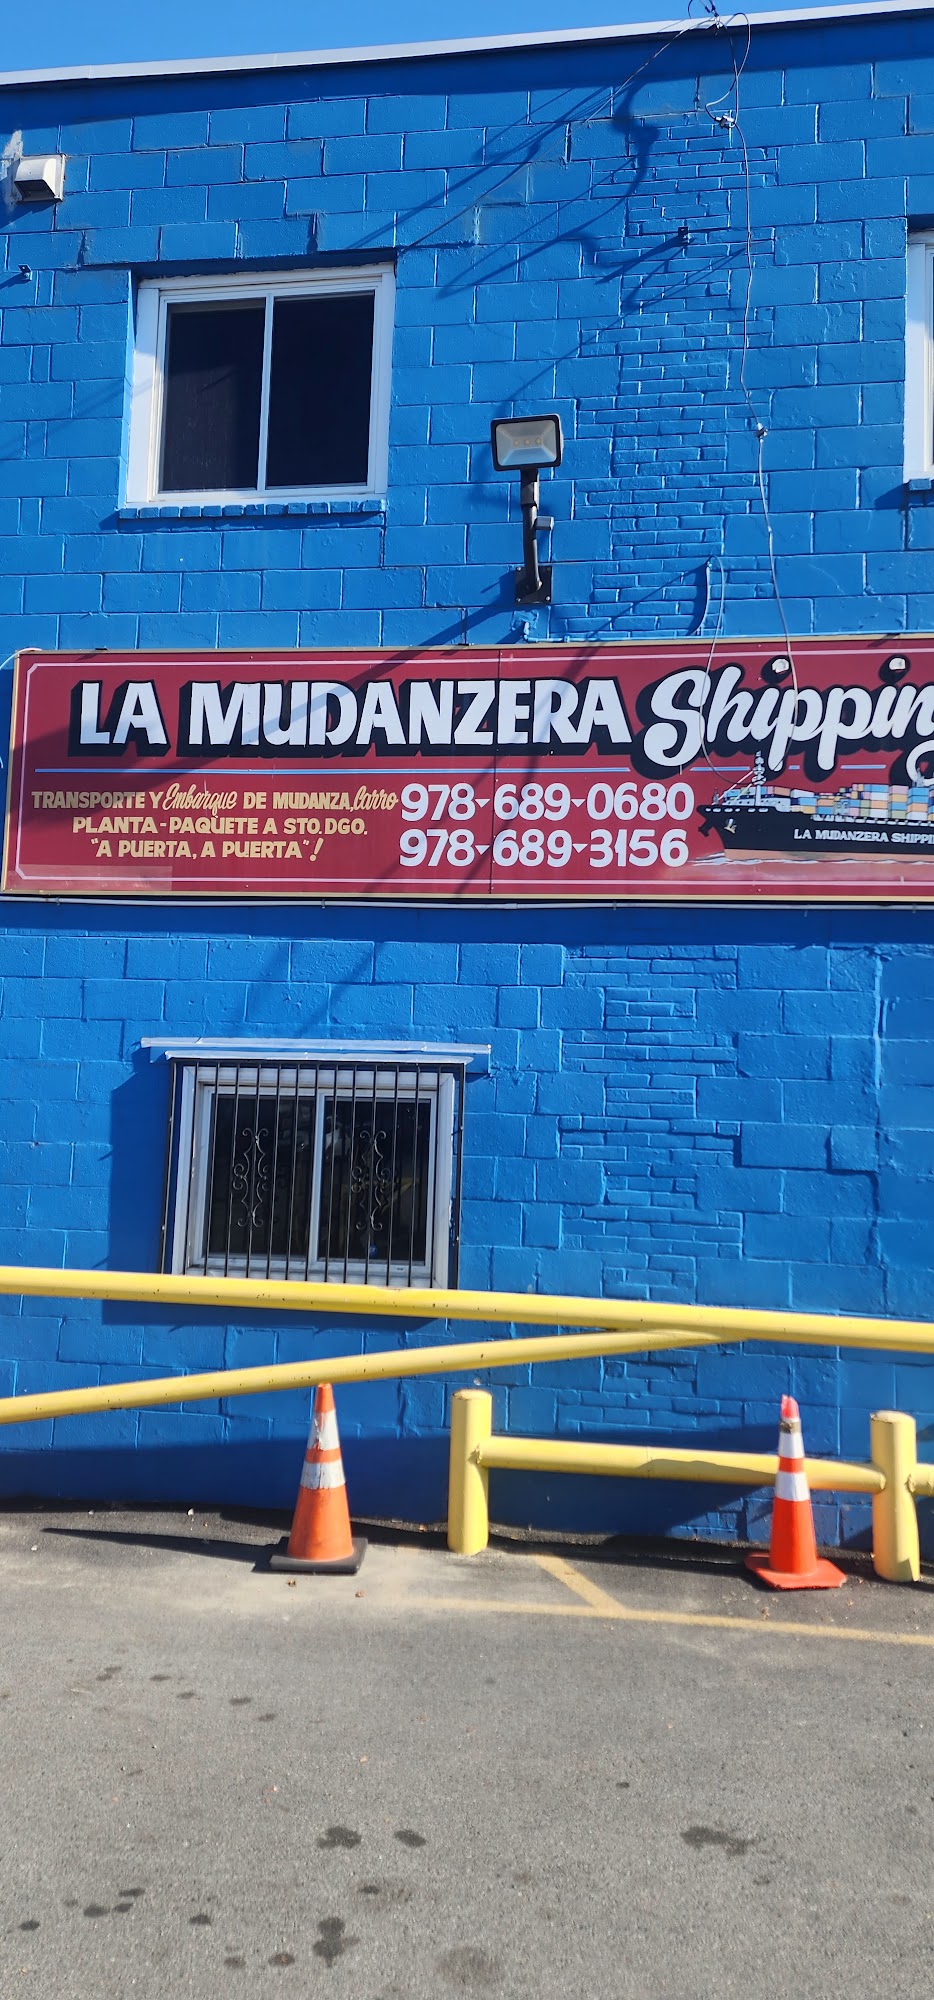 LA MUDANZERA Shipping
TRANSPORTE Y Embarque DE MUDANZA, Carro
PLANTA - PAQUETE A STO. DGO.
"A PUERTA, A PUERTA"!
978-689-0680
978-689-3156
LA MUDANZERA SHIPPI